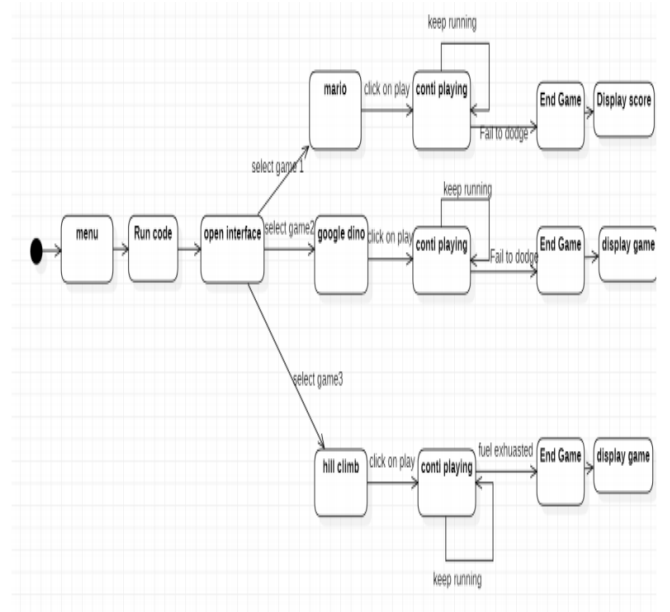 keep running
mario
click on play
conti playing
Fail to dodge
End Game
Display score
select game 1
menu
Run code
open interface
select game2
google dino
click on play
keep running
conti playing
Fail to dodge
End Game
display game
select game3
hill climb
click on play
conti playing
fuel exhuasted
End Game
display game
keep running